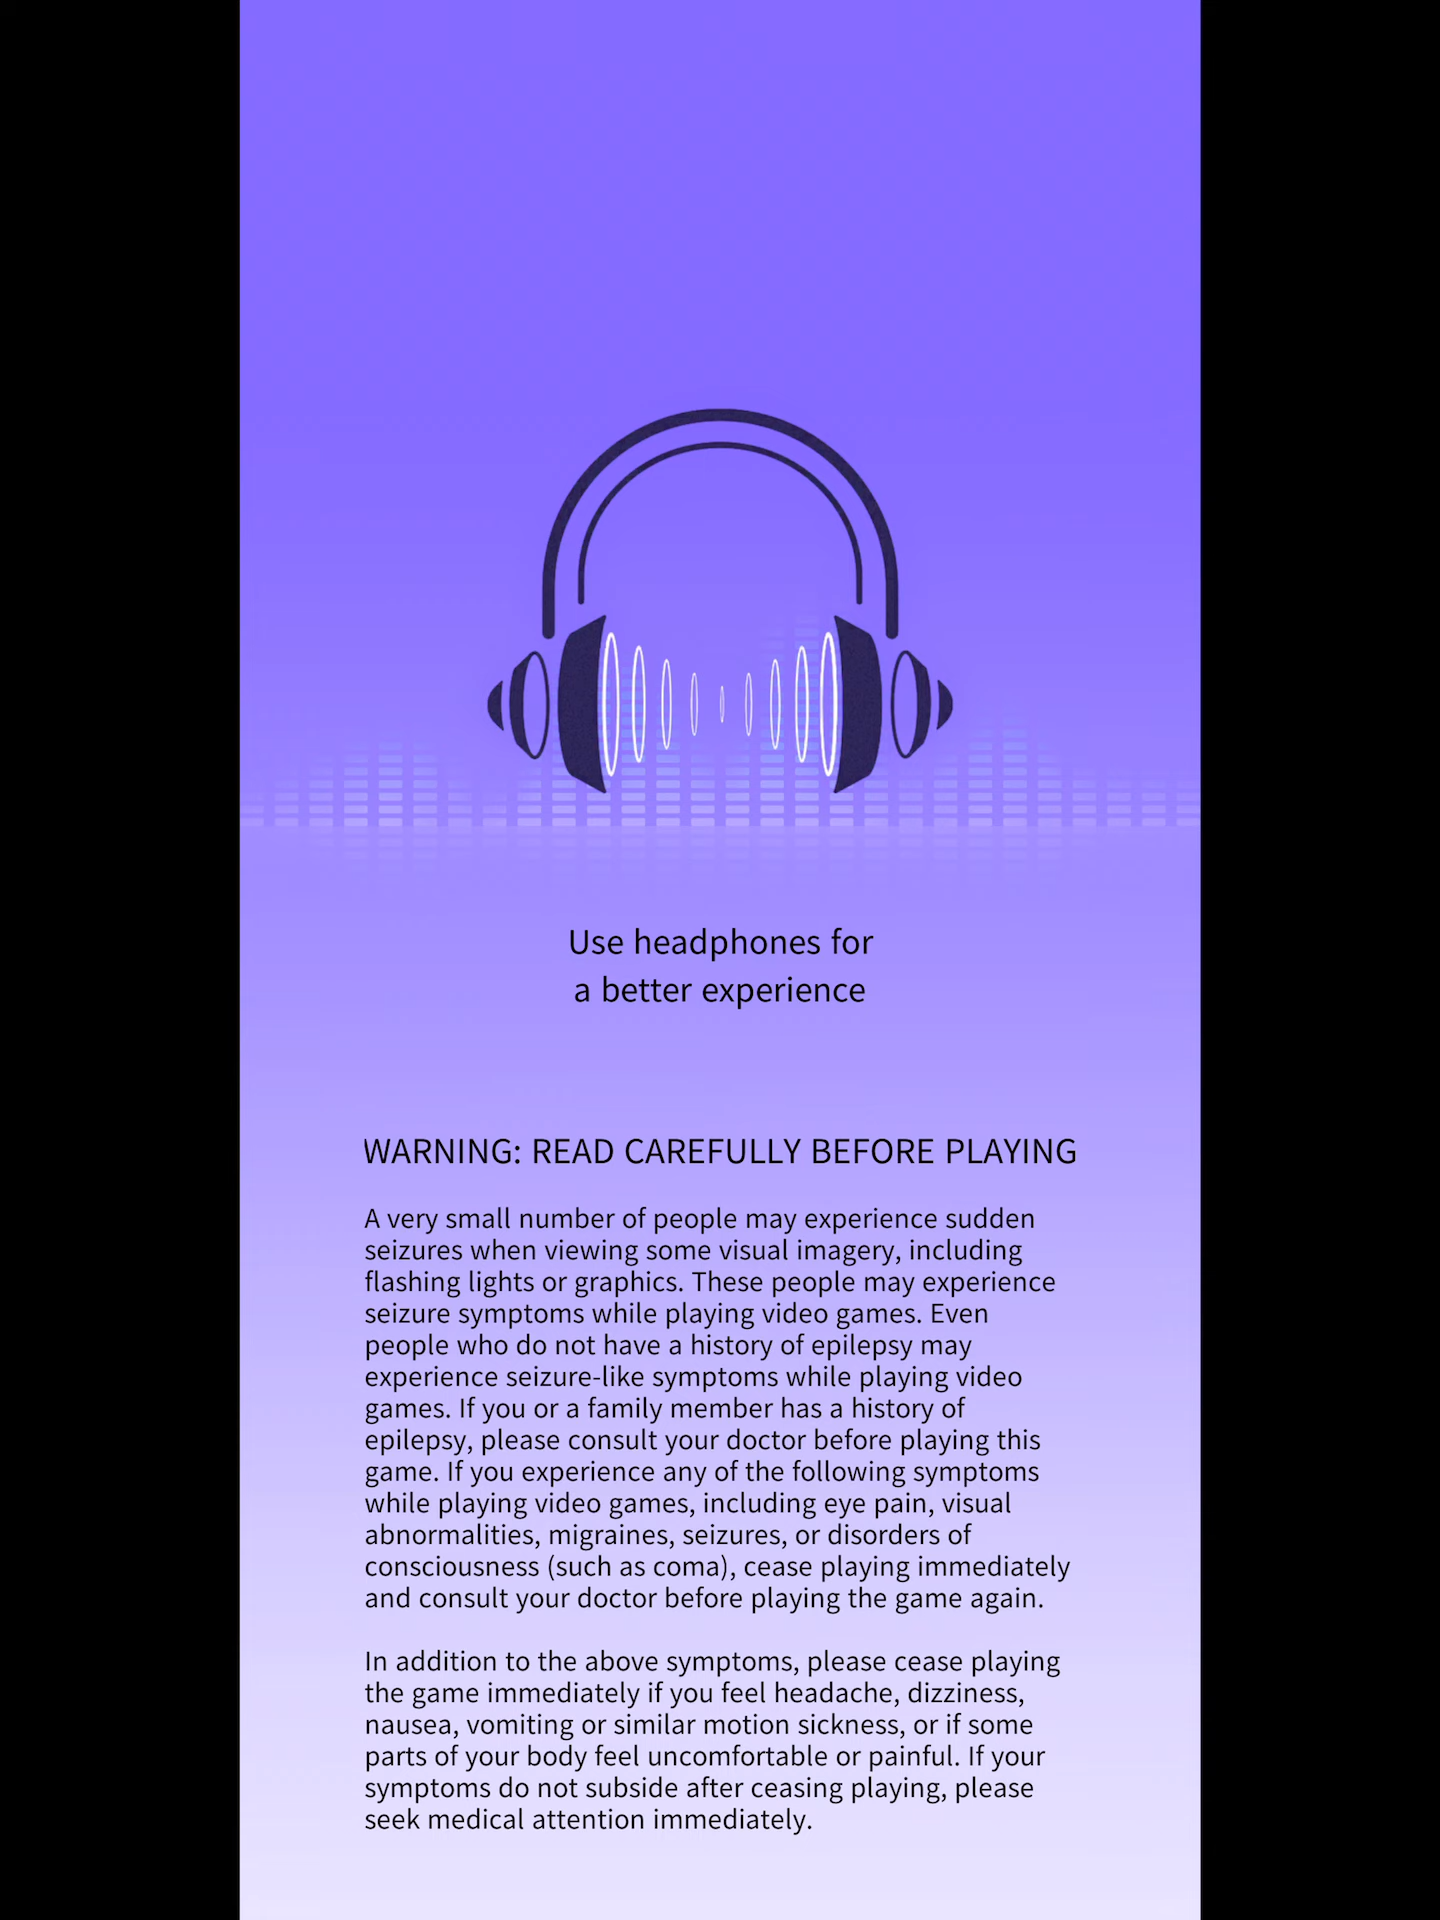 Use headphones for
a better experience
WARNING: READ CAREFULLY BEFORE PLAYING
A very small number of people may experience sudden
seizures when viewing some visual imagery, including
flashing lights or graphics. These people may experience
seizure symptoms while playing video games. Even
people who do not have a history of epilepsy may
experience seizure-like symptoms while playing video
games. If you or a family member has a history of
epilepsy, please consult your doctor before playing this
game. If you experience any of the following symptoms
while playing video games, including eye pain, visual
abnormalities, migraines, seizures, or disorders of
consciousness (such as coma), cease playing immediately
and consult your doctor before playing the game again.
In addition to the above symptoms, please cease playing
the game immediately if you feel headache, dizziness,
nausea, vomiting or similar motion sickness, or if some
parts of your body feel uncomfortable or painful. If your
symptoms do not subside after ceasing playing, please
seek medical attention immediately.